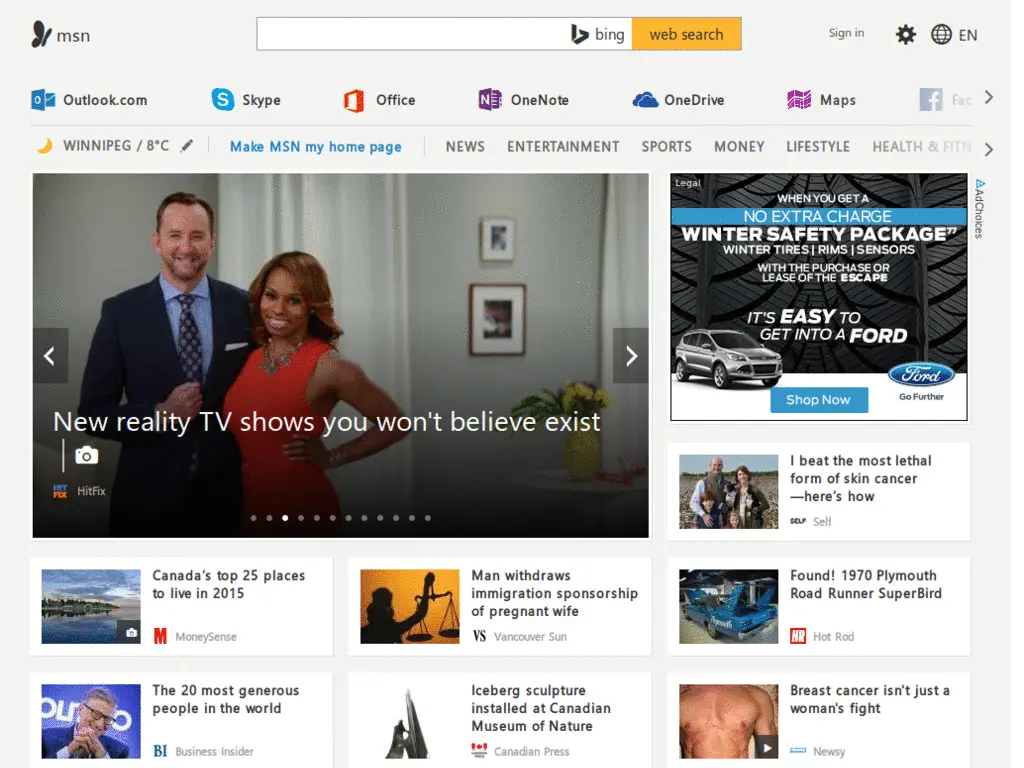 msn
bing
web search
Sign in
EN
Outlook.com
Skype
Office
OneNote
OneDrive
Maps
Fac
WINNIPEG / 8°C
Make MSN my home page
NEWS
ENTERTAINMENT
SPORTS
MONEY
LIFESTYLE
HEALTH & FITN
New reality TV shows you won't believe exist
HIT
FIX
HitFix
Legal
WHEN YOU GET A
NO EXTRA CHARGE
WINTER SAFETY PACKAGE
WINTER TIRES | RIMS | SENSORS
WITH THE PURCHASE OR
LEASE OF THE ESCAPE
IT'S EASY TO
GET INTO A FORD
Ford
Go Further
Shop Now
AdChoices
I beat the most lethal
form of skin cancer
—here's how
SELF
Self
Canada's top 25 places
to live in 2015
M
MoneySense
Man withdraws
immigration sponsorship
of pregnant wife
VS
Vancouver Sun
Found! 1970 Plymouth
Road Runner SuperBird
Plymouth
HR
Hot Rod
The 20 most generous
people in the world
BI
Business Insider
Iceberg sculpture
installed at Canadian
Museum of Nature
Canadian Press
Breast cancer isn't just a
woman's fight
Newsy